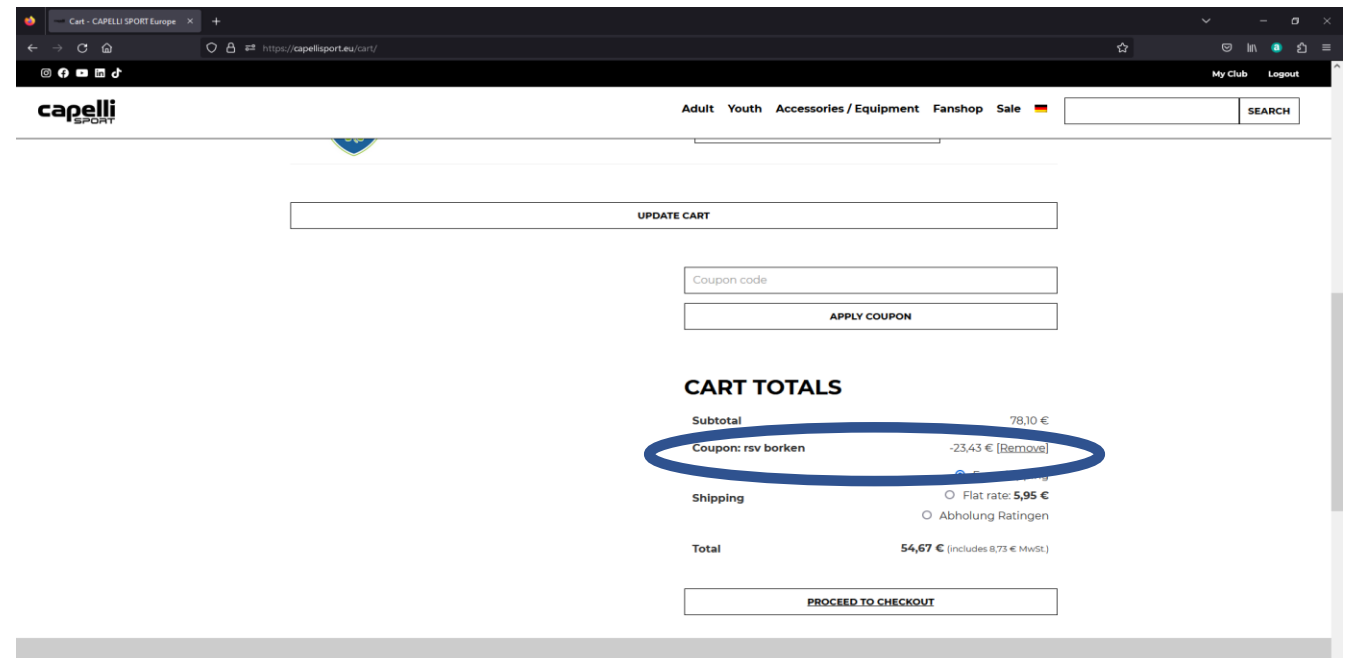 Cart - CAPELLI SPORT Europe
https://capellisport.eu/cart/
My Club Logout
capelli
SPORT
Adult Youth Accessories / Equipment Fanshop Sale
SEARCH
UPDATE CART
Coupon code
APPLY COUPON
CART TOTALS
Subtotal 78,10 €
Coupon: rsv borken -23,43 € [Remove]
Shipping
Flat rate: 5,95 €
Abholung Ratingen
Total 54,67 € (includes 8,73 € MwSt.)
PROCEED TO CHECKOUT